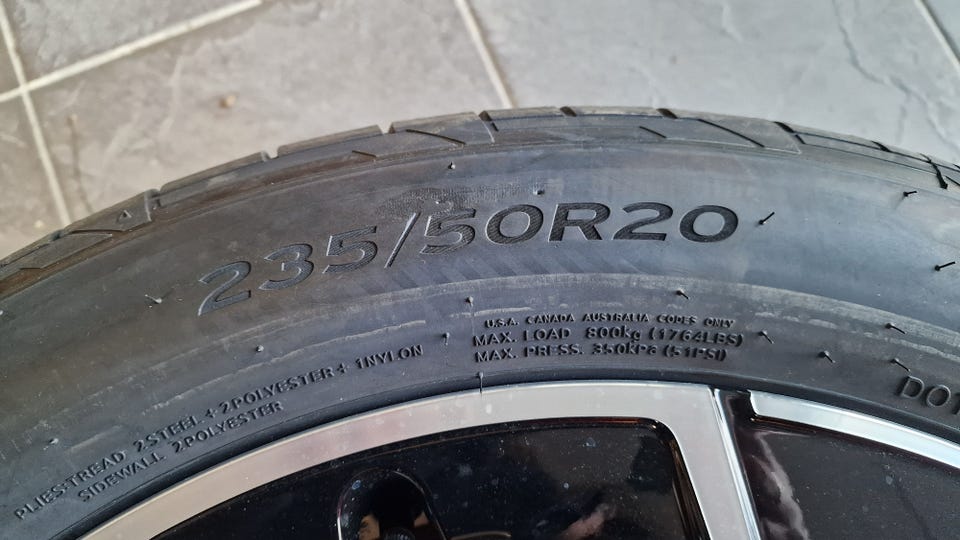 235/50R20
U.S.A. CANADA AUSTRALIA CODES ONLY
MAX. LOAD 800kg (1764LBS)
MAX. PRESS. 350kPa (51PSI)
PLIES:TREAD 2STEEL + 2POLYESTER + 1NYLON
SIDEWALL 2POLYESTER
DOT